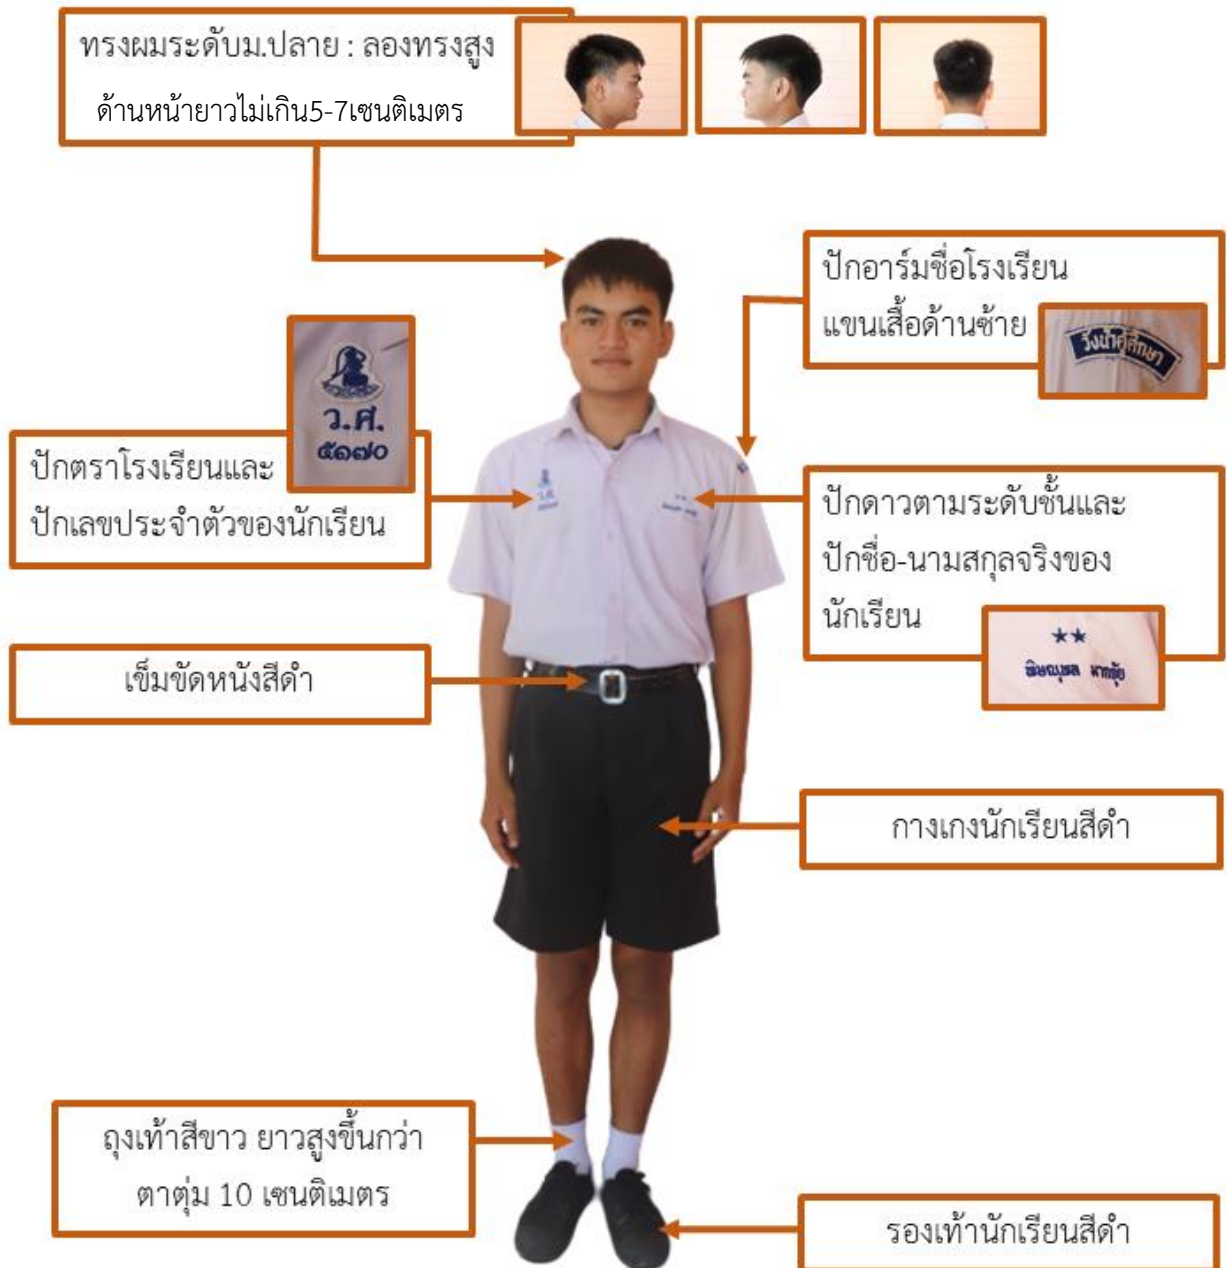 ทรงผมระดับม.ปลาย : ลองทรงสูง
ด้านหน้ายาวไม่เกิน5-7เซนติเมตร
ปักอาร์มชื่อโรงเรียน
แขนเสื้อด้านซ้าย
วังน้ำคู้ศึกษา
ว.ศ.
๕๑๗๐
ปักตราโรงเรียนและ
ปักเลขประจำตัวของนักเรียน
ปักดาวตามระดับชั้นและ
ปักชื่อ-นามสกุลจริงของ
นักเรียน
เข็มขัดหนังสีดำ
กางเกงนักเรียนสีดำ
ถุงเท้าสีขาว ยาวสูงขึ้นกว่า
ตาตุ่ม 10 เซนติเมตร
รองเท้านักเรียนสีดำ